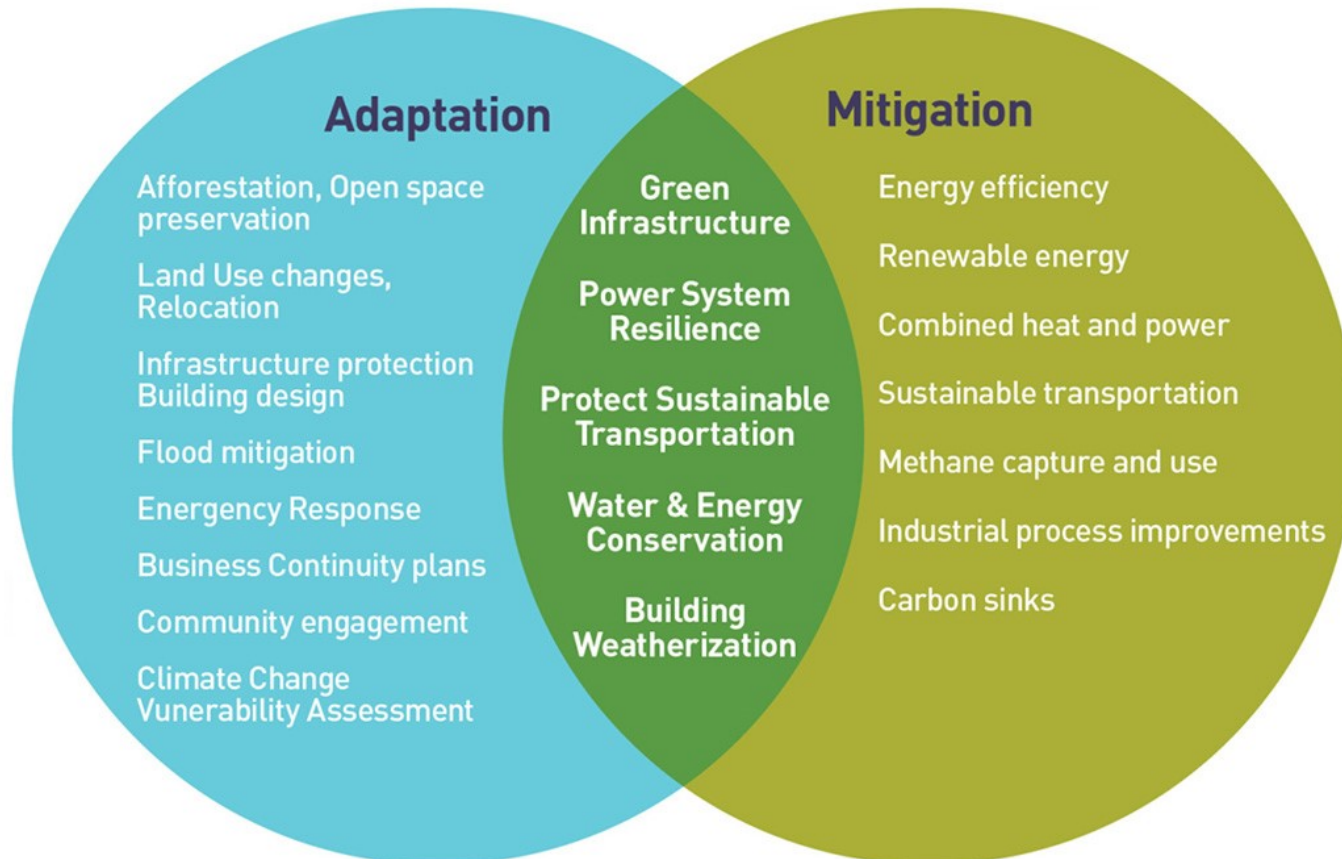 Adaptation
Afforestation, Open space
preservation
Land Use changes,
Relocation
Infrastructure protection
Building design
Flood mitigation
Energency Response
Business Continuity plans
Community engagement
Climate Change
Vunerability Assessment
Green
Infrastructure
Power System
Resilience
Protect Sustainable
Transportation
Water & Energy
Conservation
Building
Weatherization
Mitigation
Energy efficiency
Renewable energy
Combined heat and power
Sustainable transportation
Methane capture and use
Industrial process improvements
Carbon sinks